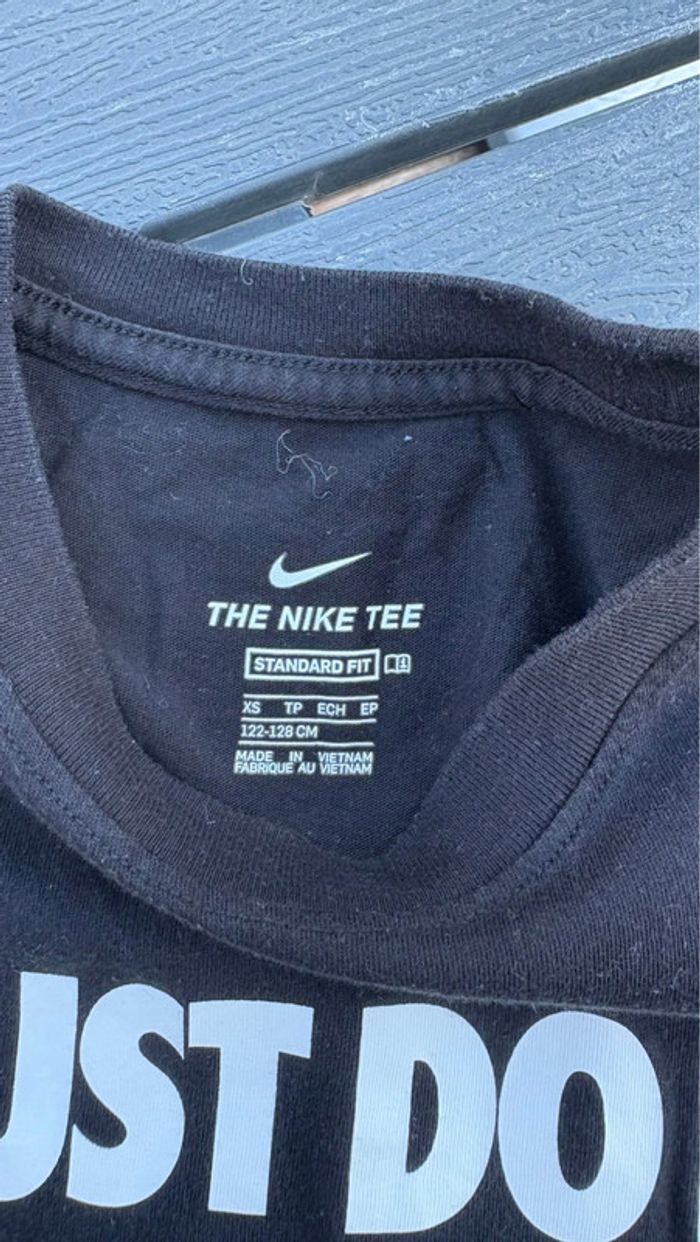 THE NIKE TEE
STANDARD FIT
XS TP ECH EP
122-128 CM
MADE IN VIETNAM
FABRIQUE AU VIETNAM
JUST DO